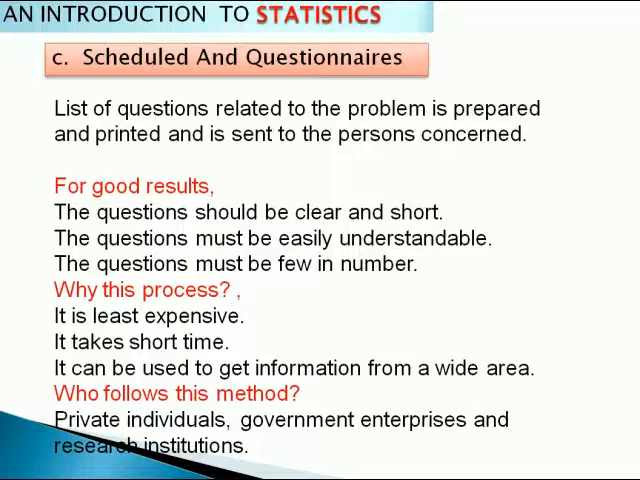 AN INTRODUCTION TO STATISTICS
c. Scheduled And Questionnaires
List of questions related to the problem is prepared
and printed and is sent to the persons concerned.
For good results,
The questions should be clear and short.
The questions must be easily understandable.
The questions must be few in number.
Why this process? ,
It is least expensive.
It takes short time.
It can be used to get information from a wide area.
Who follows this method?
Private individuals, government enterprises and
research institutions.